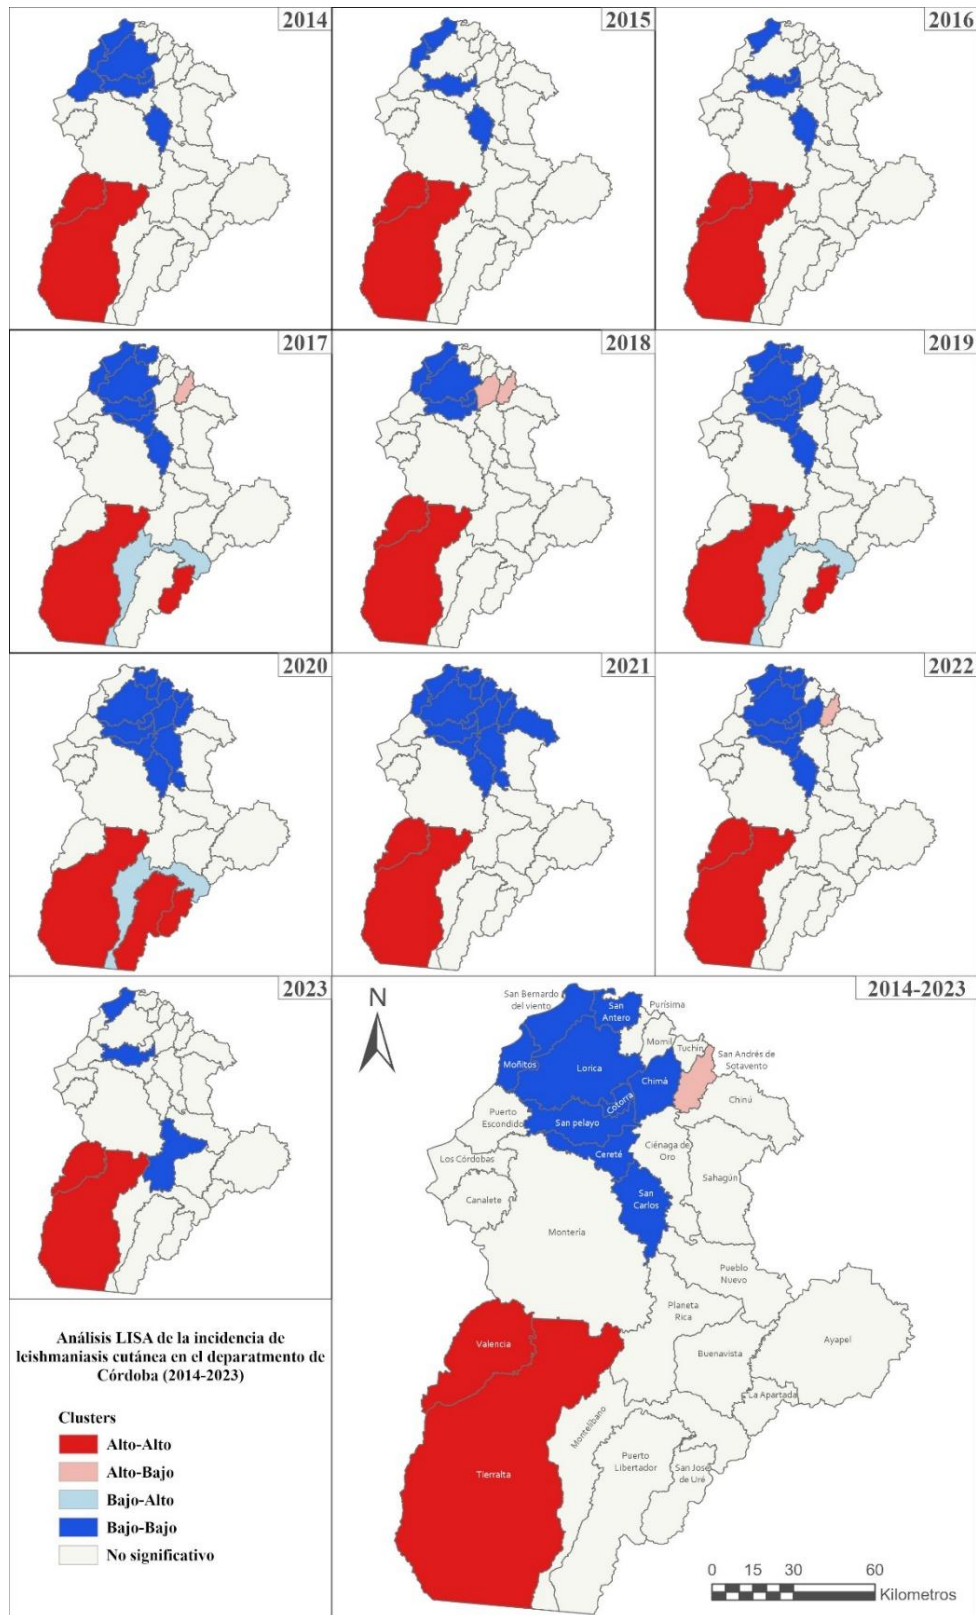 2014
2015
2016
2017
2018
2019
2020
2021
2022
2023
2014-2023
N
San Bernardo
del viento
San
Antero
Purísima
Momil
Tuchín
San Andrés de
Sotavento
Moñitos
Lorica
Chimá
Cotorra
Chinú
Puerto
Escondido
San pelayo
Ciénaga de
Oro
Cereté
Los Córdobas
Sahagún
Canalete
San
Carlos
Montería
Pueblo
Nuevo
Planeta
Rica
Valencia
Buenavista
Ayapel
La Apartada
Montelibano
Tierralta
Puerto
Libertador
San José
de Uré
0 15 30 60
Kilometros
Análisis LISA de la incidencia de
leishmaniasis cutánea en el deparatmento de
Córdoba (2014-2023)
Clusters
Alto-Alto
Alto-Bajo
Bajo-Alto
Bajo-Bajo
No significativo